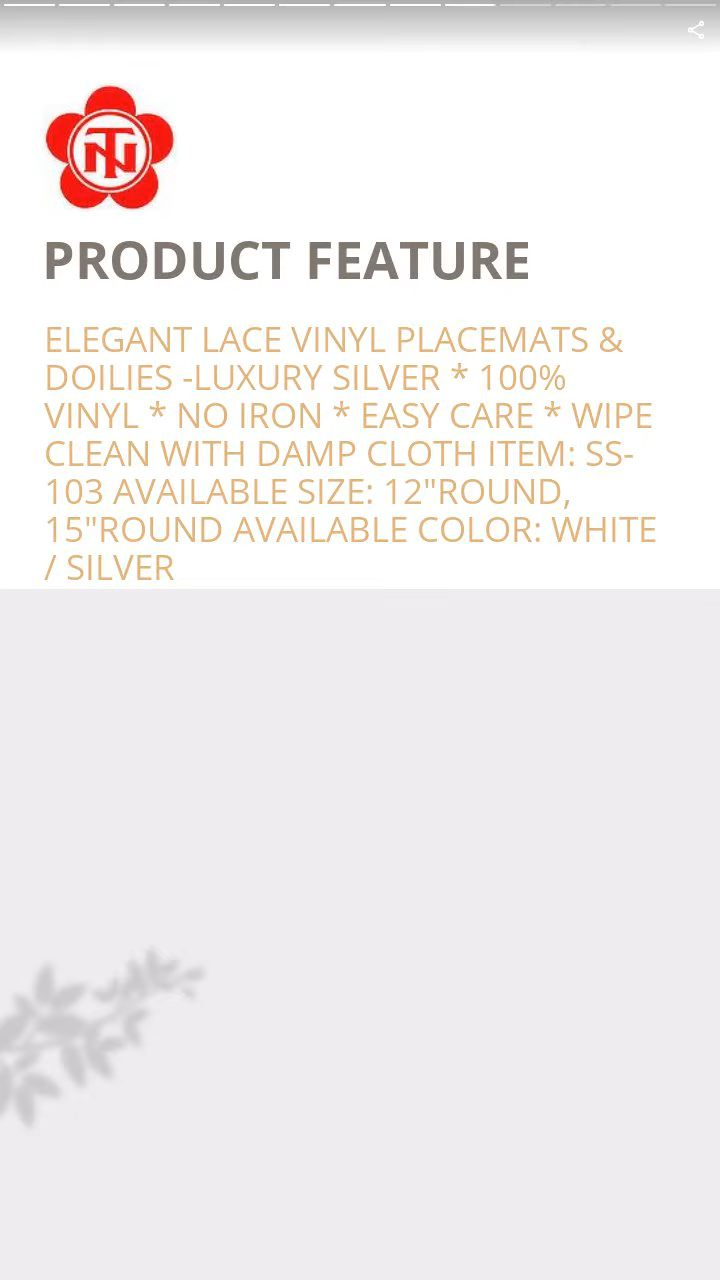 TN
PRODUCT FEATURE
ELEGANT LACE VINYL PLACEMATS &
DOILIES -LUXURY SILVER * 100%
VINYL * NO IRON * EASY CARE * WIPE
CLEAN WITH DAMP CLOTH ITEM: SS-
103 AVAILABLE SIZE: 12"ROUND,
15"ROUND AVAILABLE COLOR: WHITE
/ SILVER